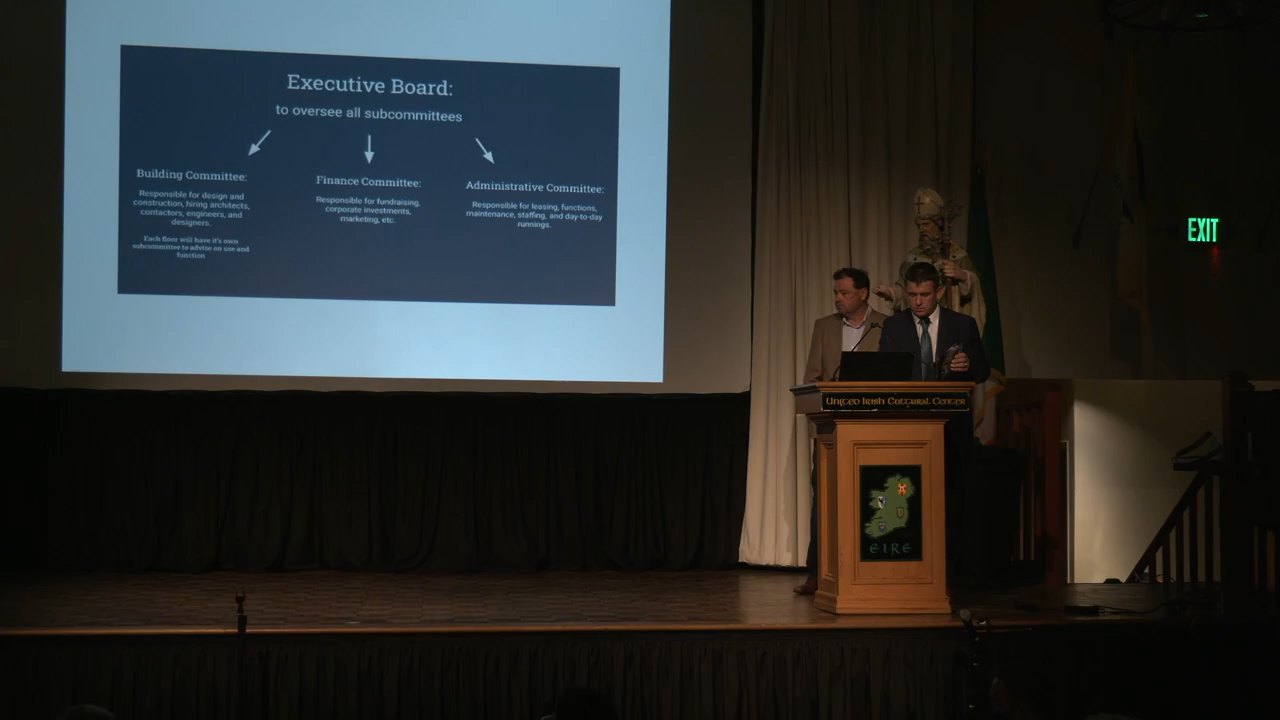 Executive Board:
to oversee all subcommittees
Building Committee:
Responsible for design and
construction, hiring architects,
contactors, engineers, and
designers.
Each floor will have it's own
subcommittee to advise on use and
function
Finance Committee:
Responsible for fundraising,
corporate investments,
marketing, etc.
Administrative Committee:
Responsible for leasing, functions,
maintenance, staffing, and day-to-day
runnings.
EXIT
United Irish Cultural Center
EIRE